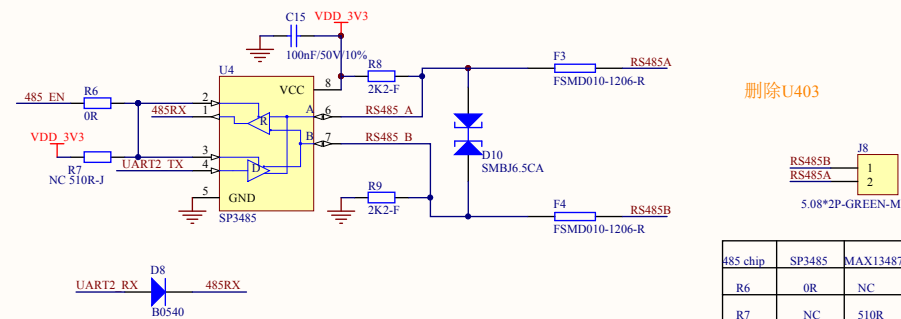 C15
VDD_3V3
100nF/50V/10%
U4
R8
2K2-F
F3
FSMD010-1206-R
RS485A
删除U403
485_EN
R6
0R
2
VCC
8
485RX
1
R
A
6
RS485_A
VDD_3V3
3
B
7
RS485_B
R7
NC 510R-J
UART2_TX
4
D
D10
SMBJ6.5CA
J8
RS485B
1
RS485A
2
5.08*2P-GREEN-M
5
GND
SP3485
R9
2K2-F
F4
FSMD010-1206-R
RS485B
485 chip SP3485 MAX13487
R6 0R NC
R7 NC 510R
D8
UART2_RX
485RX
B0540